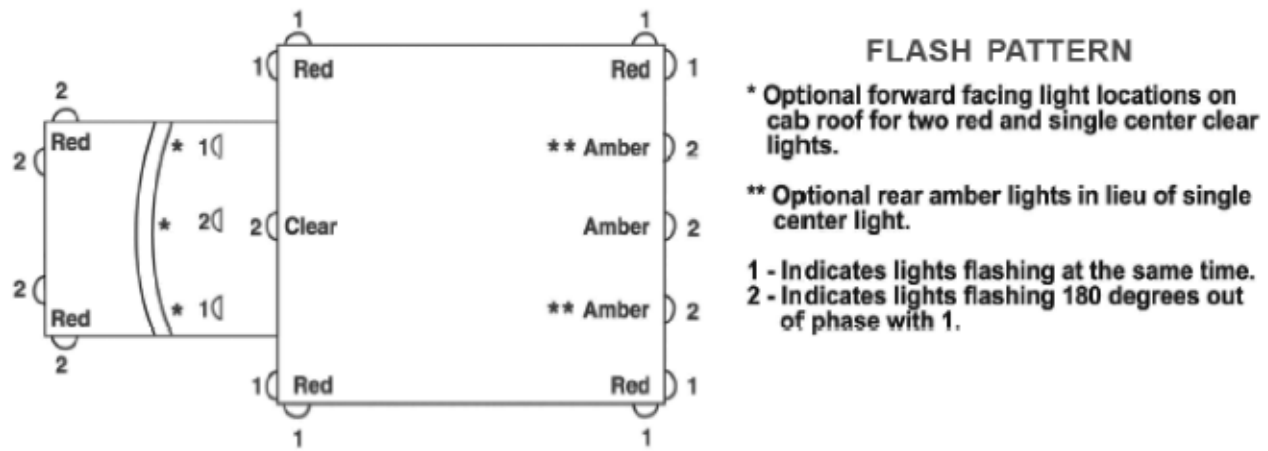 1 1
1 Red Red 1
2
2 Red * 1 ** Amber 2
* 2 2 Clear Amber 2
2 Red * 1 ** Amber 2
2
1 Red Red 1
1 1
FLASH PATTERN
* Optional forward facing light locations on
cab roof for two red and single center clear
lights.
** Optional rear amber lights in lieu of single
center light.
1 - Indicates lights flashing at the same time.
2 - Indicates lights flashing 180 degrees out
of phase with 1.